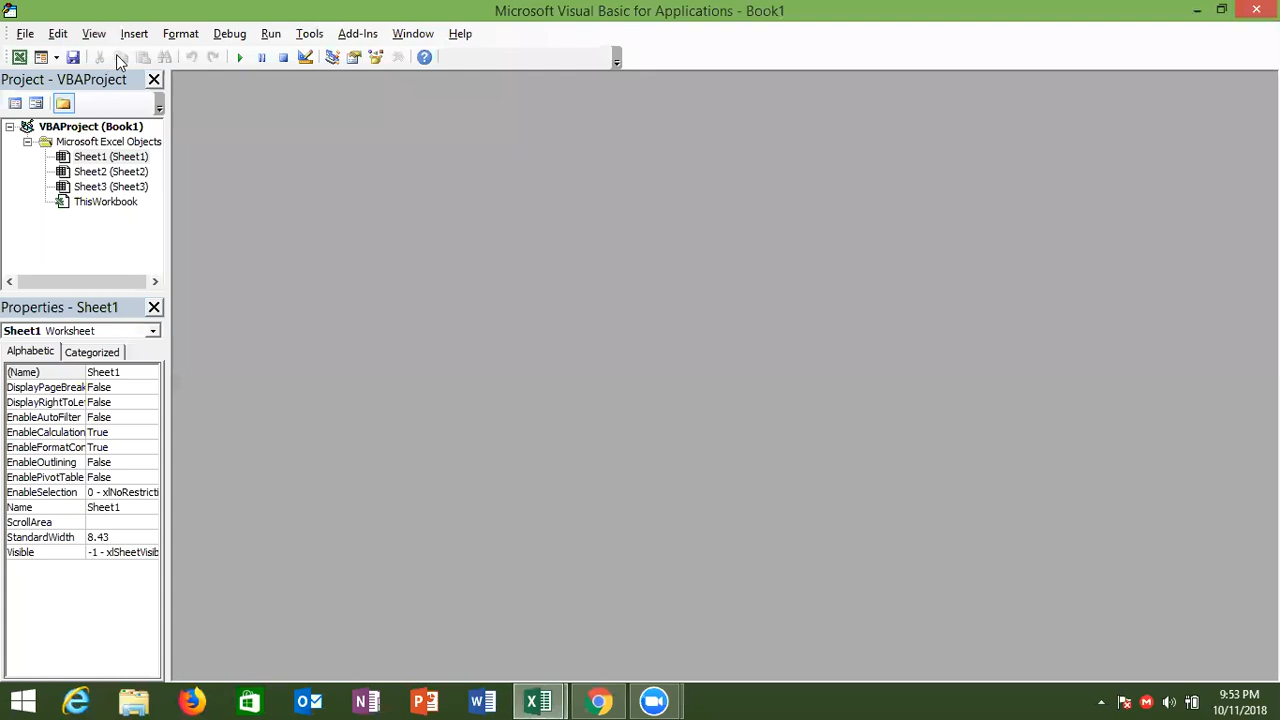 Microsoft Visual Basic for Applications - Book1
File Edit View Insert Format Debug Run Tools Add-Ins Window Help
Project - VBAProject
VBAProject (Book1)
Microsoft Excel Objects
Sheet1 (Sheet1)
Sheet2 (Sheet2)
Sheet3 (Sheet3)
ThisWorkbook
Properties - Sheet1
Sheet1 Worksheet
Alphabetic Categorized
(Name) Sheet1
DisplayPageBreak False
DisplayRightToLef False
EnableAutoFilter False
EnableCalculation True
EnableFormatCor True
EnableOutlining False
EnablePivotTable False
EnableSelection 0 - xlNoRestricti
Name Sheet1
ScrollArea
StandardWidth 8.43
Visible -1 - xlSheetVisib
9:53 PM
10/11/2018